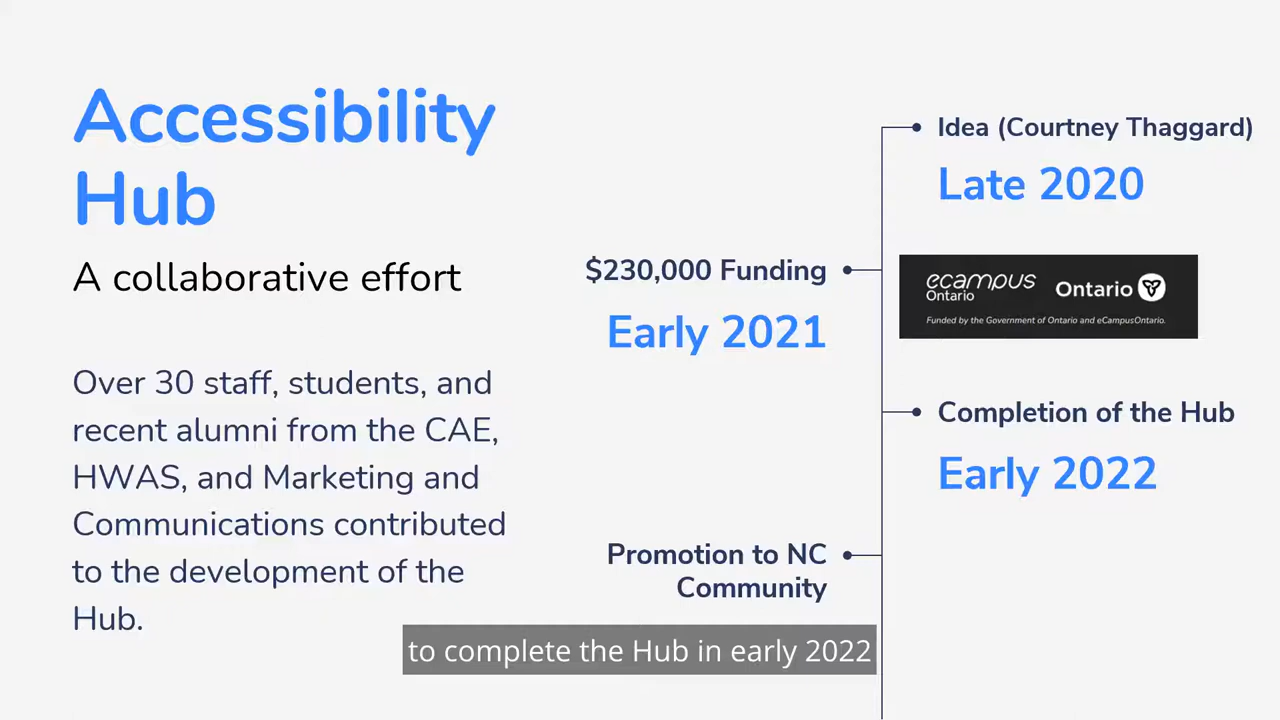 Accessibility
Hub
A collaborative effort
Over 30 staff, students, and
recent alumni from the CAE,
HWAS, and Marketing and
Communications contributed
to the development of the
Hub.
Idea (Courtney Thaggard)
Late 2020
$230,000 Funding
Early 2021
ecampus
Ontario
Ontario
Funded by the Government of Ontario and eCampusOntario.
Completion of the Hub
Early 2022
Promotion to NC
Community
to complete the Hub in early 2022